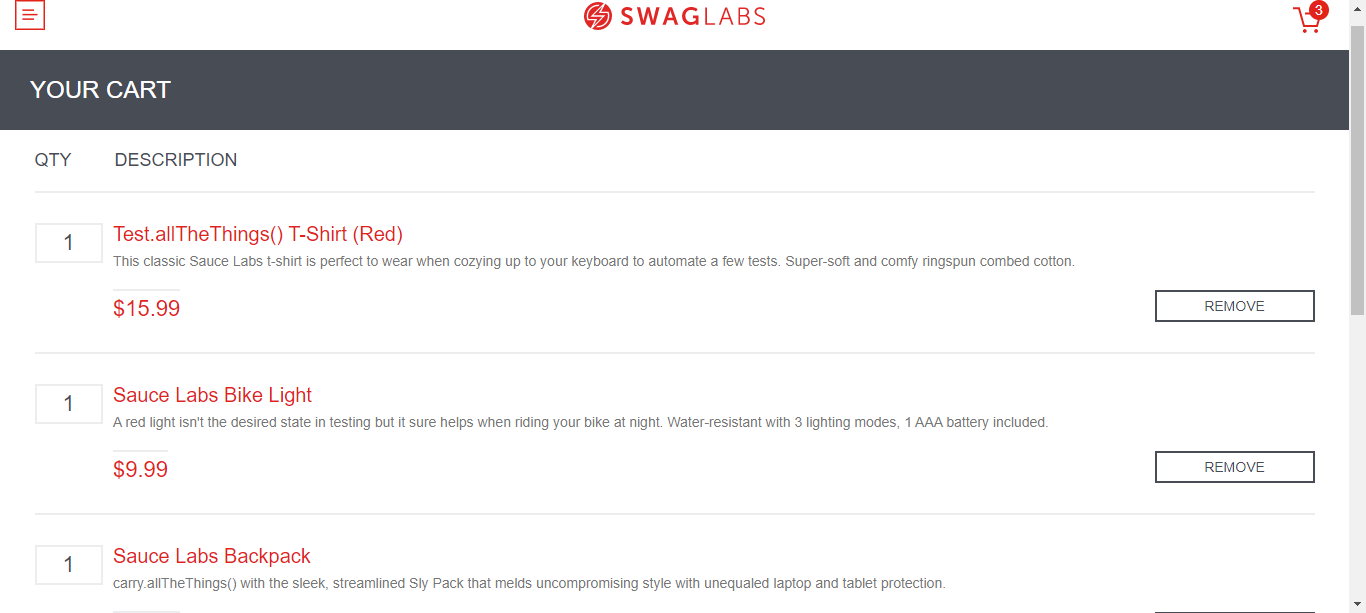 SWAGLABS
3
YOUR CART
QTY DESCRIPTION
1 Test.allTheThings() T-Shirt (Red)
This classic Sauce Labs t-shirt is perfect to wear when cozying up to your keyboard to automate a few tests. Super-soft and comfy ringspun combed cotton.
$15.99 REMOVE
1 Sauce Labs Bike Light
A red light isn't the desired state in testing but it sure helps when riding your bike at night. Water-resistant with 3 lighting modes, 1 AAA battery included.
$9.99 REMOVE
1 Sauce Labs Backpack
carry.allTheThings() with the sleek, streamlined Sly Pack that melds uncompromising style with unequaled laptop and tablet protection.